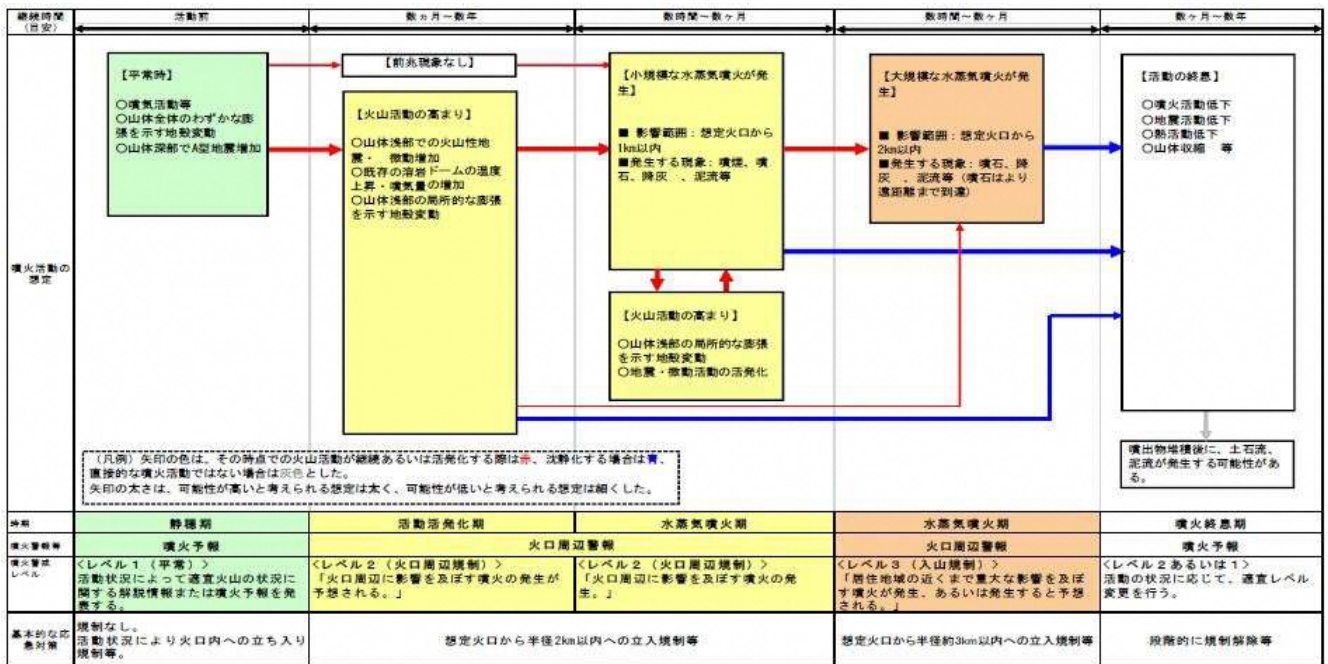 継続時間
(目安)
活動前
数ヵ月～数年
数時間～数ヶ月
数時間～数ヶ月
数ヶ月～数年
噴火活動の
想定
【平常時】
○噴気活動等
○山体全体のわずかな膨
張を示す地殻変動
○山体深部でA型地震増加
【前兆現象なし】
【火山活動の高まり】
○山体浅部での火山性地
震・ 微動増加
○既存の溶岩ドームの温度
上昇・噴気量の増加
○山体浅部の局所的な膨張
を示す地殻変動
【小規模な水蒸気噴火が発
生】
■ 影響範囲：想定火口から
1km以内
■発生する現象：噴煙、噴
石、降灰 、泥流等
【火山活動の高まり】
○山体浅部の局所的な膨張
を示す地殻変動
○地震・微動活動の活発化
【大規模な水蒸気噴火が発
生】
■ 影響範囲：想定火口から
2km以内
■発生する現象：噴石、降
灰 、泥流等（噴石はより
遠距離まで到達）
【活動の終息】
○噴火活動低下
○地震活動低下
○熱活動低下
○山体収縮 等
噴出物堆積後に、土石流、
泥流が発生する可能性があ
る。
（凡例）矢印の色は、その時点での火山活動が継続あるいは活発化する際は赤、沈静化する場合は青、
直接的な噴火活動ではない場合は灰色とした。
矢印の太さは、可能性が高いと考えられる想定は太く、可能性が低いと考えられる想定は細くした。
時期
静穏期
活動活発化期
水蒸気噴火期
水蒸気噴火期
噴火終息期
噴火警報等
噴火予報
火口周辺警報
火口周辺警報
噴火予報
噴火警戒
レベル
＜レベル１（平常）＞
活動状況によって適宜火山の状況に
関する解説情報または噴火予報を発
表する。
＜レベル２（火口周辺規制）＞
「火口周辺に影響を及ぼす噴火の発生が
予想される。」
＜レベル２（火口周辺規制）＞
「火口周辺に影響を及ぼす噴火の発
生。」
＜レベル３（入山規制）＞
「居住地域の近くまで重大な影響を及ぼ
す噴火が発生、あるいは発生すると予想
される。」
＜レベル２あるいは１＞
活動の状況に応じて、適宜レベル
変更を行う。
基本的な応
急対策
規制なし。
活動状況により火口内への立ち入り
規制等。
想定火口から半径2km以内への立入規制等
想定火口から半径約3km以内への立入規制等
段階的に規制解除等